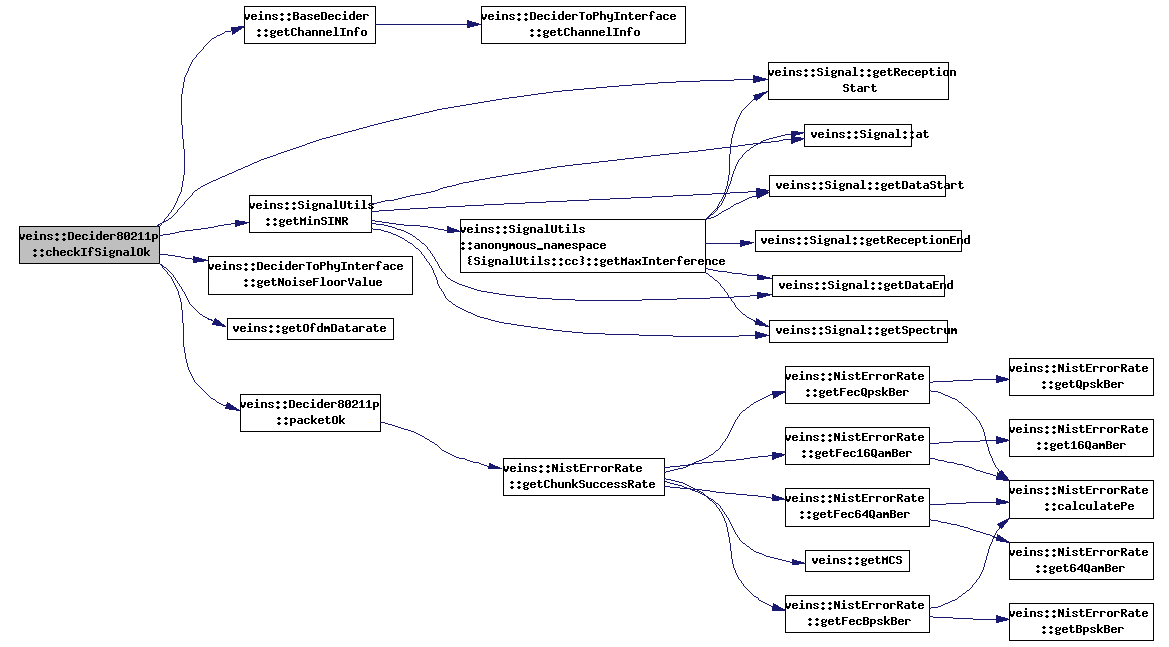 veins::BaseDecider
::getChannelInfo
veins::DeciderToPhyInterface
::getChannelInfo
veins::Signal::getReception
Start
veins::Signal::at
veins::Signal::getDataStart
veins::SignalUtils
::getMinSINR
veins::SignalUtils
::anonymous_namespace
{SignalUtils::cc}::getMaxInterference
veins::Signal::getReceptionEnd
veins::Decider80211p
::checkIfSignalOk
veins::DeciderToPhyInterface
::getNoiseFloorValue
veins::Signal::getDataEnd
veins::getOfdmDatarate
veins::Signal::getSpectrum
veins::NistErrorRate
::getFecQpskBer
veins::NistErrorRate
::getQpskBer
veins::Decider80211p
::packetOk
veins::NistErrorRate
::getFec16QamBer
veins::NistErrorRate
::get16QamBer
veins::NistErrorRate
::getChunkSuccessRate
veins::NistErrorRate
::getFec64QamBer
veins::NistErrorRate
::calculatePe
veins::getMCS
veins::NistErrorRate
::get64QamBer
veins::NistErrorRate
::getFecBpskBer
veins::NistErrorRate
::getBpskBer